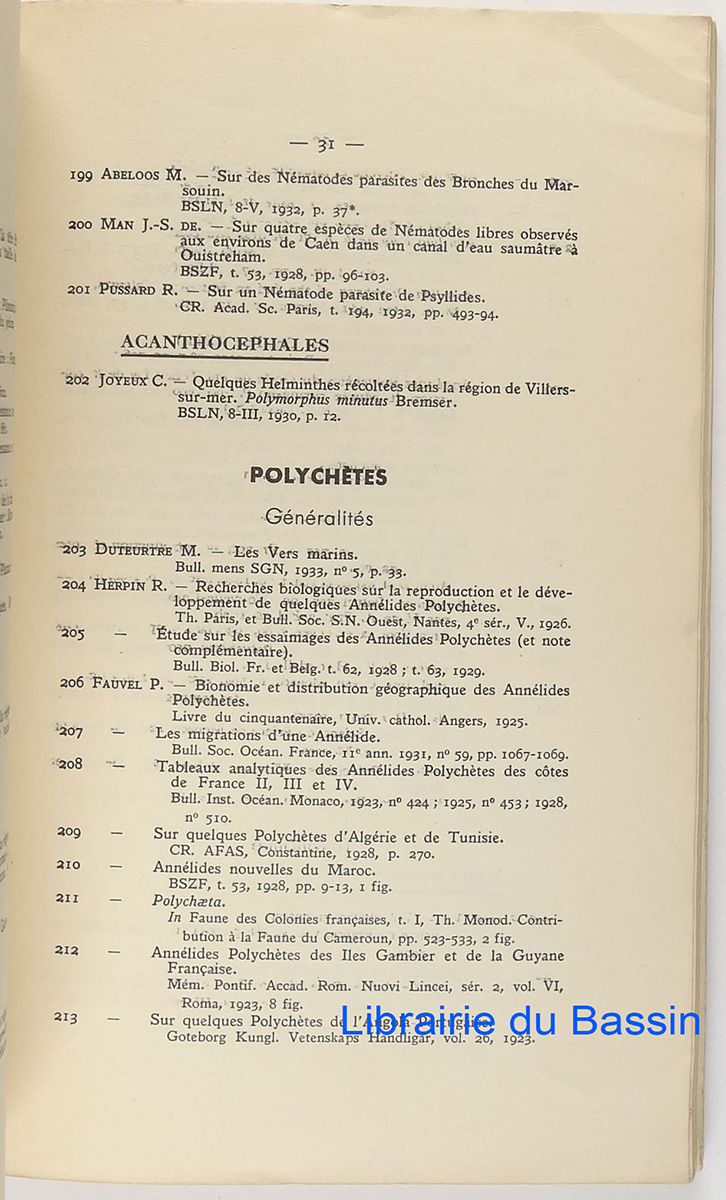 — 31 —
199 ABELOOS M. — Sur des Nématodes parasites des Bronches du Mar-
souin.
BSLN, 8-V, 1932, p. 37*.
200 MAN J.-S. DE. — Sur quatre espèces de Nématodes libres observés
aux environs de Caen dans un canal d'eau saumâtre à
Ouistreham.
BSZF, t. 53, 1928, pp. 96-103.
201 PUSSARD R. — Sur un Nématode parasite de Psyllides.
CR. Acad. Sc. Paris, t. 194, 1932, pp. 493-94.
ACANTHOCEPHALES
202 JOYEUX C. — Quelques Helminthes récoltées dans la région de Villers-
sur-mer. Polymorphus minutus Bremser.
BSLN, 8-III, 1930, p. 12.
POLYCHÈTES
Généralités
203 DUTEURTRE M. — Les Vers marins.
Bull. mens SGN, 1933, nº 5, p. 33.
204 HERPIN R. — Recherches biologiques sur la reproduction et le déve-
loppement de quelques Annélides Polychètes.
Th. Paris, et Bull. Soc. S.N. Ouest, Nantes, 4e sér., V., 1926.
205 — Étude sur les essaimages des Annélides Polychètes (et note
complémentaire).
Bull. Biol. Fr. et Belg. t. 62, 1928 ; t. 63, 1929.
206 FAUVEL P. — Bionomie et distribution géographique des Annélides
Polychètes.
Livre du cinquantenaire, Univ. cathol. Angers, 1925.
207 — Les migrations d'une Annélide.
Bull. Soc. Océan. France, 11e ann. 1931, nº 59, pp. 1067-1069.
208 — Tableaux analytiques des Annélides Polychètes des côtes
de France II, III et IV.
Bull. Inst. Océan. Monaco, 1923, nº 424 ; 1925, nº 453 ; 1928,
nº 510.
209 — Sur quelques Polychètes d'Algérie et de Tunisie.
CR. AFAS, Constantine, 1928, p. 270.
210 — Annélides nouvelles du Maroc.
BSZF, t. 53, 1928, pp. 9-13, 1 fig.
211 — Polychæta.
In Faune des Colonies françaises, t. I, Th. Monod. Contri-
bution à la Faune du Cameroun, pp. 523-533, 2 fig.
212 — Annélides Polychètes des Iles Gambier et de la Guyane
Française.
Mém. Pontif. Accad. Rom. Nuovi Lincei, sér. 2, vol. VI,
Roma, 1923, 8 fig.
213 — Sur quelques Polychètes de l'Angola Portugaise.
Goteborg Kungl. Vetenskaps Handligar, vol. 26, 1923.
Librairie du Bassin